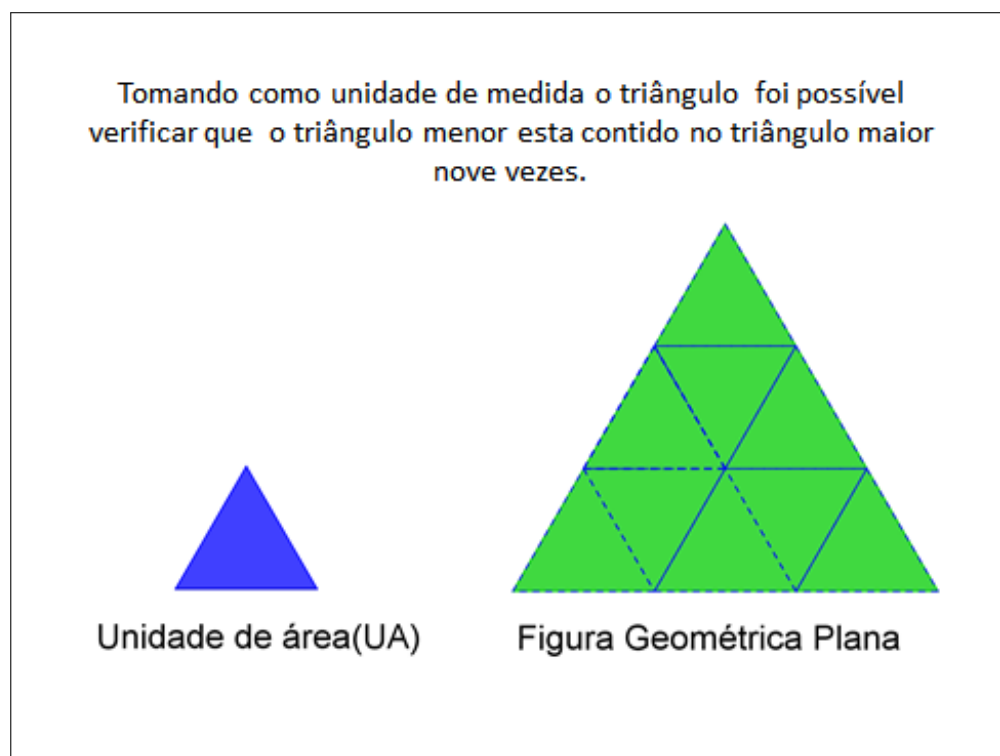 Tomando como unidade de medida o triângulo foi possível
verificar que o triângulo menor esta contido no triângulo maior
nove vezes.
Unidade de área(UA)
Figura Geométrica Plana